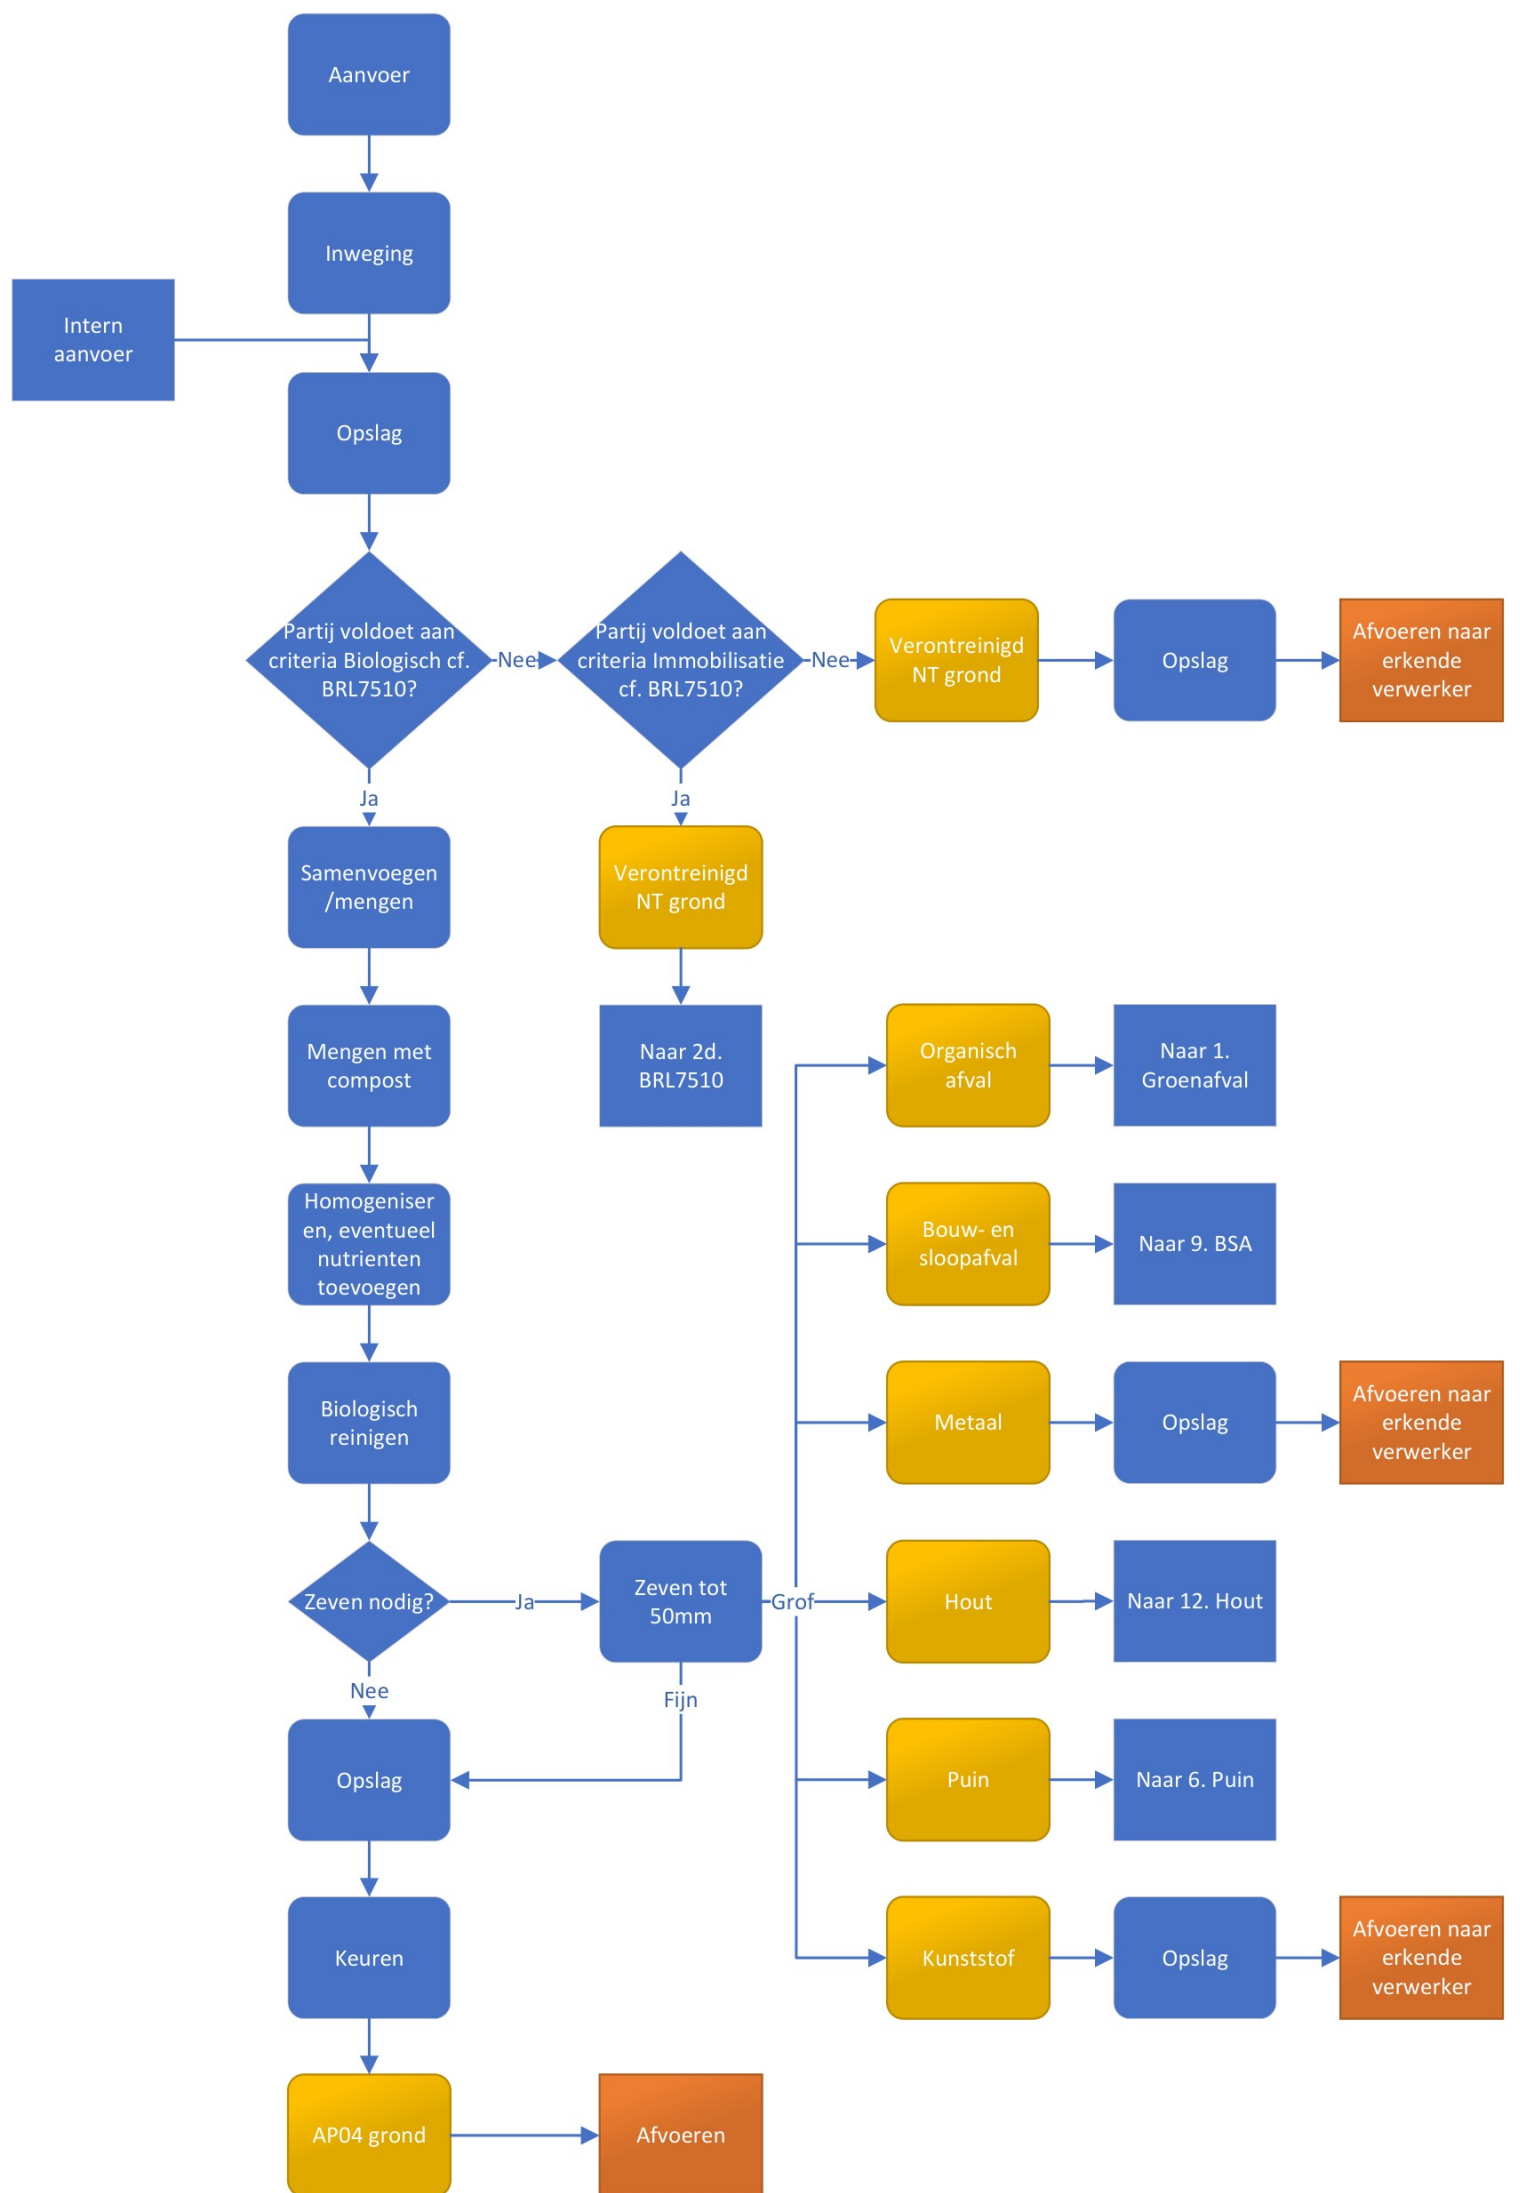 Aanvoer
Inweging
Intern
aanvoer
Opslag
Partij voldoet aan
criteria Biologisch cf.
BRL7510?
Nee
Partij voldoet aan
criteria Immobilisatie
cf. BRL7510?
Nee
Verontreinigd
NT grond
Opslag
Afvoeren naar
erkende
verwerker
Ja
Ja
Samenvoegen
/mengen
Verontreinigd
NT grond
Mengen met
compost
Naar 2d.
BRL7510
Organisch
afval
Naar 1.
Groenafval
Homogeniser
en, eventueel
nutrienten
toevoegen
Bouw- en
sloopafval
Naar 9. BSA
Biologisch
reinigen
Metaal
Opslag
Afvoeren naar
erkende
verwerker
Zeven nodig?
Ja
Zeven tot
50mm
Grof
Hout
Naar 12. Hout
Nee
Fijn
Opslag
Puin
Naar 6. Puin
Keuren
Kunststof
Opslag
Afvoeren naar
erkende
verwerker
AP04 grond
Afvoeren